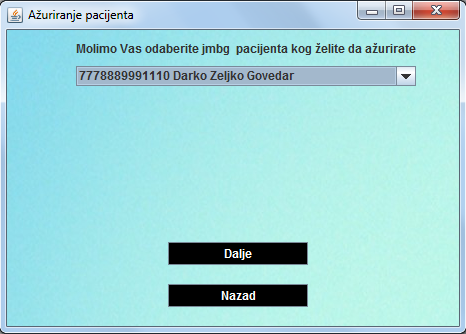 Ažuriranje pacijenta
Molimo Vas odaberite jmbg pacijenta kog želite da ažurirate
7778889991110 Darko Zeljko Govedar
Dalje
Nazad